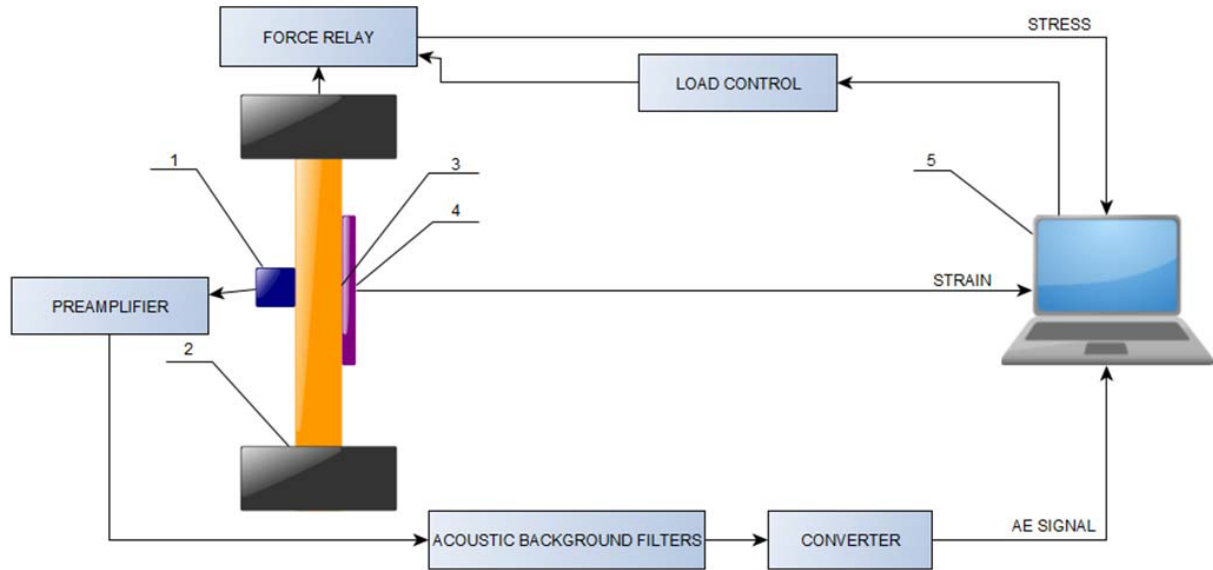 FORCE RELAY
STRESS
LOAD CONTROL
1
3
4
5
PREAMPLIFIER
STRAIN
2
ACOUSTIC BACKGROUND FILTERS
CONVERTER
AE SIGNAL